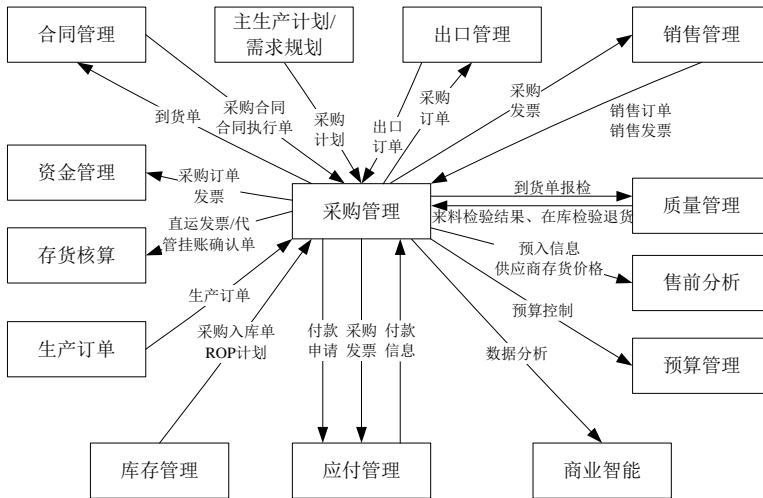 合同管理
主生产计划/
需求规划
出口管理
销售管理
到货单
采购合同
合同执行单
采购
计划
出口
订单
采购
订单
采购
发票
销售订单
销售发票
资金管理
采购订单
发票
采购管理
到货单报检
来料检验结果、在库检验退货
质量管理
存货核算
直运发票/代
管挂账确认单
预入信息
供应商存货价格
售前分析
生产订单
生产订单
采购入库单
ROP计划
付款
申请
采购
发票
付款
信息
数据分析
预算控制
预算管理
库存管理
应付管理
商业智能